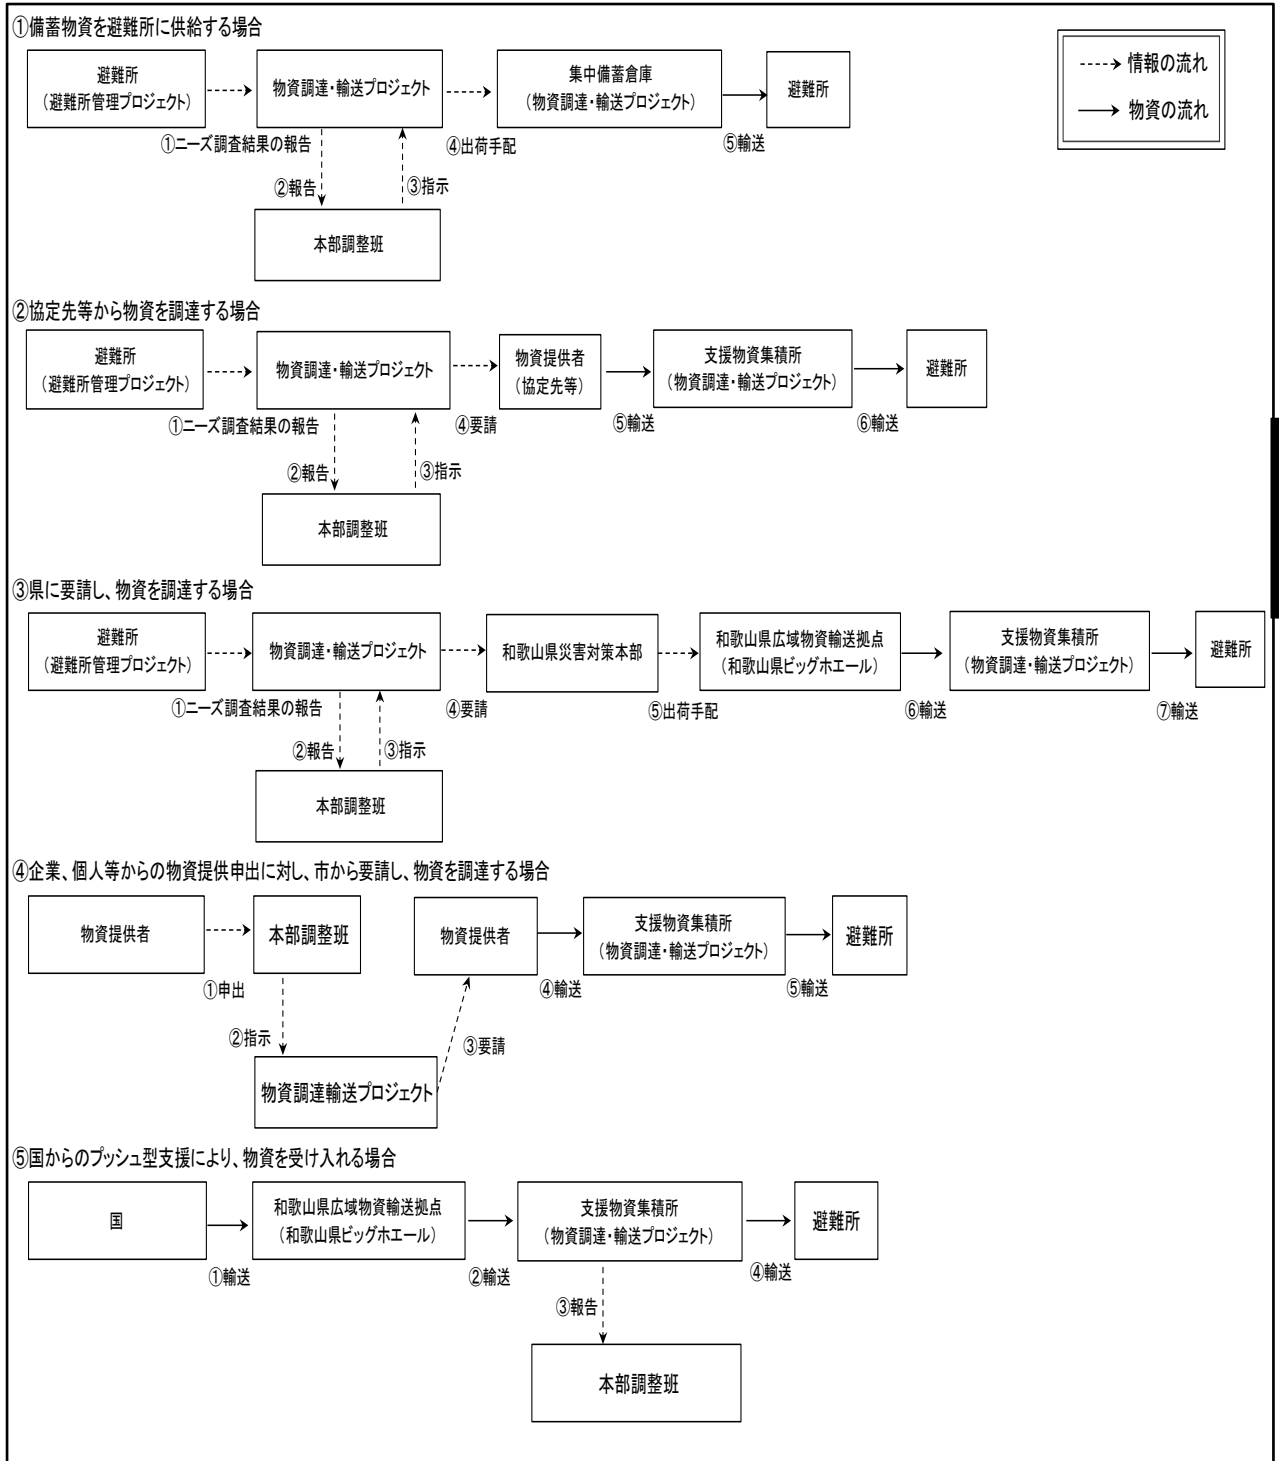 ①備蓄物資を避難所に供給する場合
避難所
（避難所管理プロジェクト）
物資調達・輸送プロジェクト
集中備蓄倉庫
（物資調達・輸送プロジェクト）
避難所
①ニーズ調査結果の報告
④出荷手配
⑤輸送
②報告
③指示
本部調整班
情報の流れ
物資の流れ
②協定先等から物資を調達する場合
避難所
（避難所管理プロジェクト）
物資調達・輸送プロジェクト
物資提供者
（協定先等）
支援物資集積所
（物資調達・輸送プロジェクト）
避難所
①ニーズ調査結果の報告
④要請
⑤輸送
⑥輸送
②報告
③指示
本部調整班
③県に要請し、物資を調達する場合
避難所
（避難所管理プロジェクト）
物資調達・輸送プロジェクト
和歌山県災害対策本部
和歌山県広域物資輸送拠点
（和歌山県ビッグホエール）
支援物資集積所
（物資調達・輸送プロジェクト）
避難所
①ニーズ調査結果の報告
④要請
⑤出荷手配
⑥輸送
⑦輸送
②報告
③指示
本部調整班
④企業、個人等からの物資提供申出に対し、市から要請し、物資を調達する場合
物資提供者
本部調整班
物資提供者
支援物資集積所
（物資調達・輸送プロジェクト）
避難所
①申出
④輸送
⑤輸送
②指示
③要請
物資調達輸送プロジェクト
⑤国からのプッシュ型支援により、物資を受け入れる場合
国
和歌山県広域物資輸送拠点
（和歌山県ビッグホエール）
支援物資集積所
（物資調達・輸送プロジェクト）
避難所
①輸送
②輸送
④輸送
③報告
本部調整班